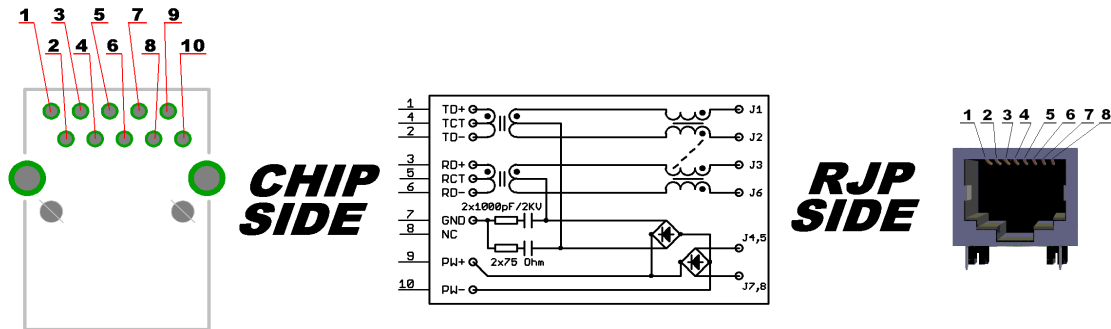 1 3 5 7 9
2 4 6 8 10
CHIP SIDE
1 TD+
4 TCT
2 TD-
3 RD+
5 RCT
6 RD-
2x1000pF/2KV
7 GND
8 NC
2x75 Ohm
9 PW+
10 PW-
J1
J2
J3
J6
J4,5
J7,8
RJP SIDE
1 2 3 4 5 6 7 8